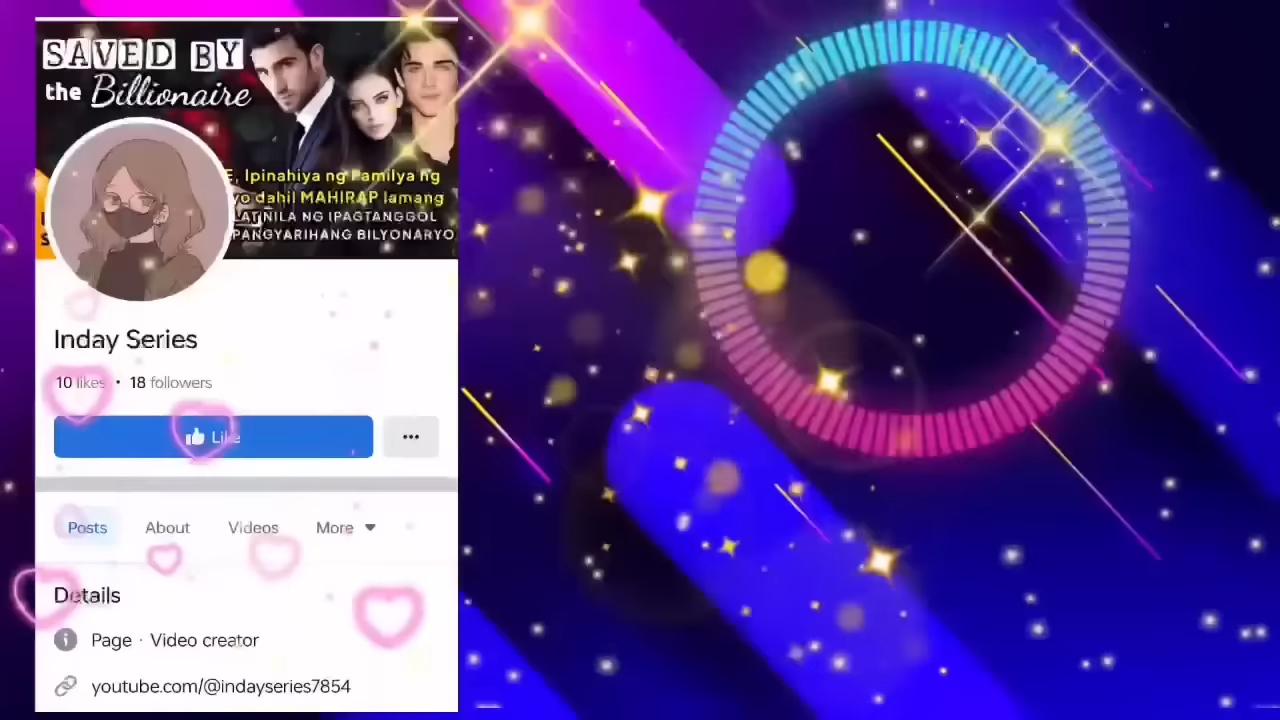 SAVED BY
the Billionaire
E, Ipinahiya ng Pamilya ng
yo dahil MAHIRAP lamang
NILA NG IPAGTANGGOL
PANGYARIHANG BILYONARYO
Inday Series
10 likes · 18 followers
Like
Posts About Videos More
Details
Page · Video creator
youtube.com/@indayseries7854